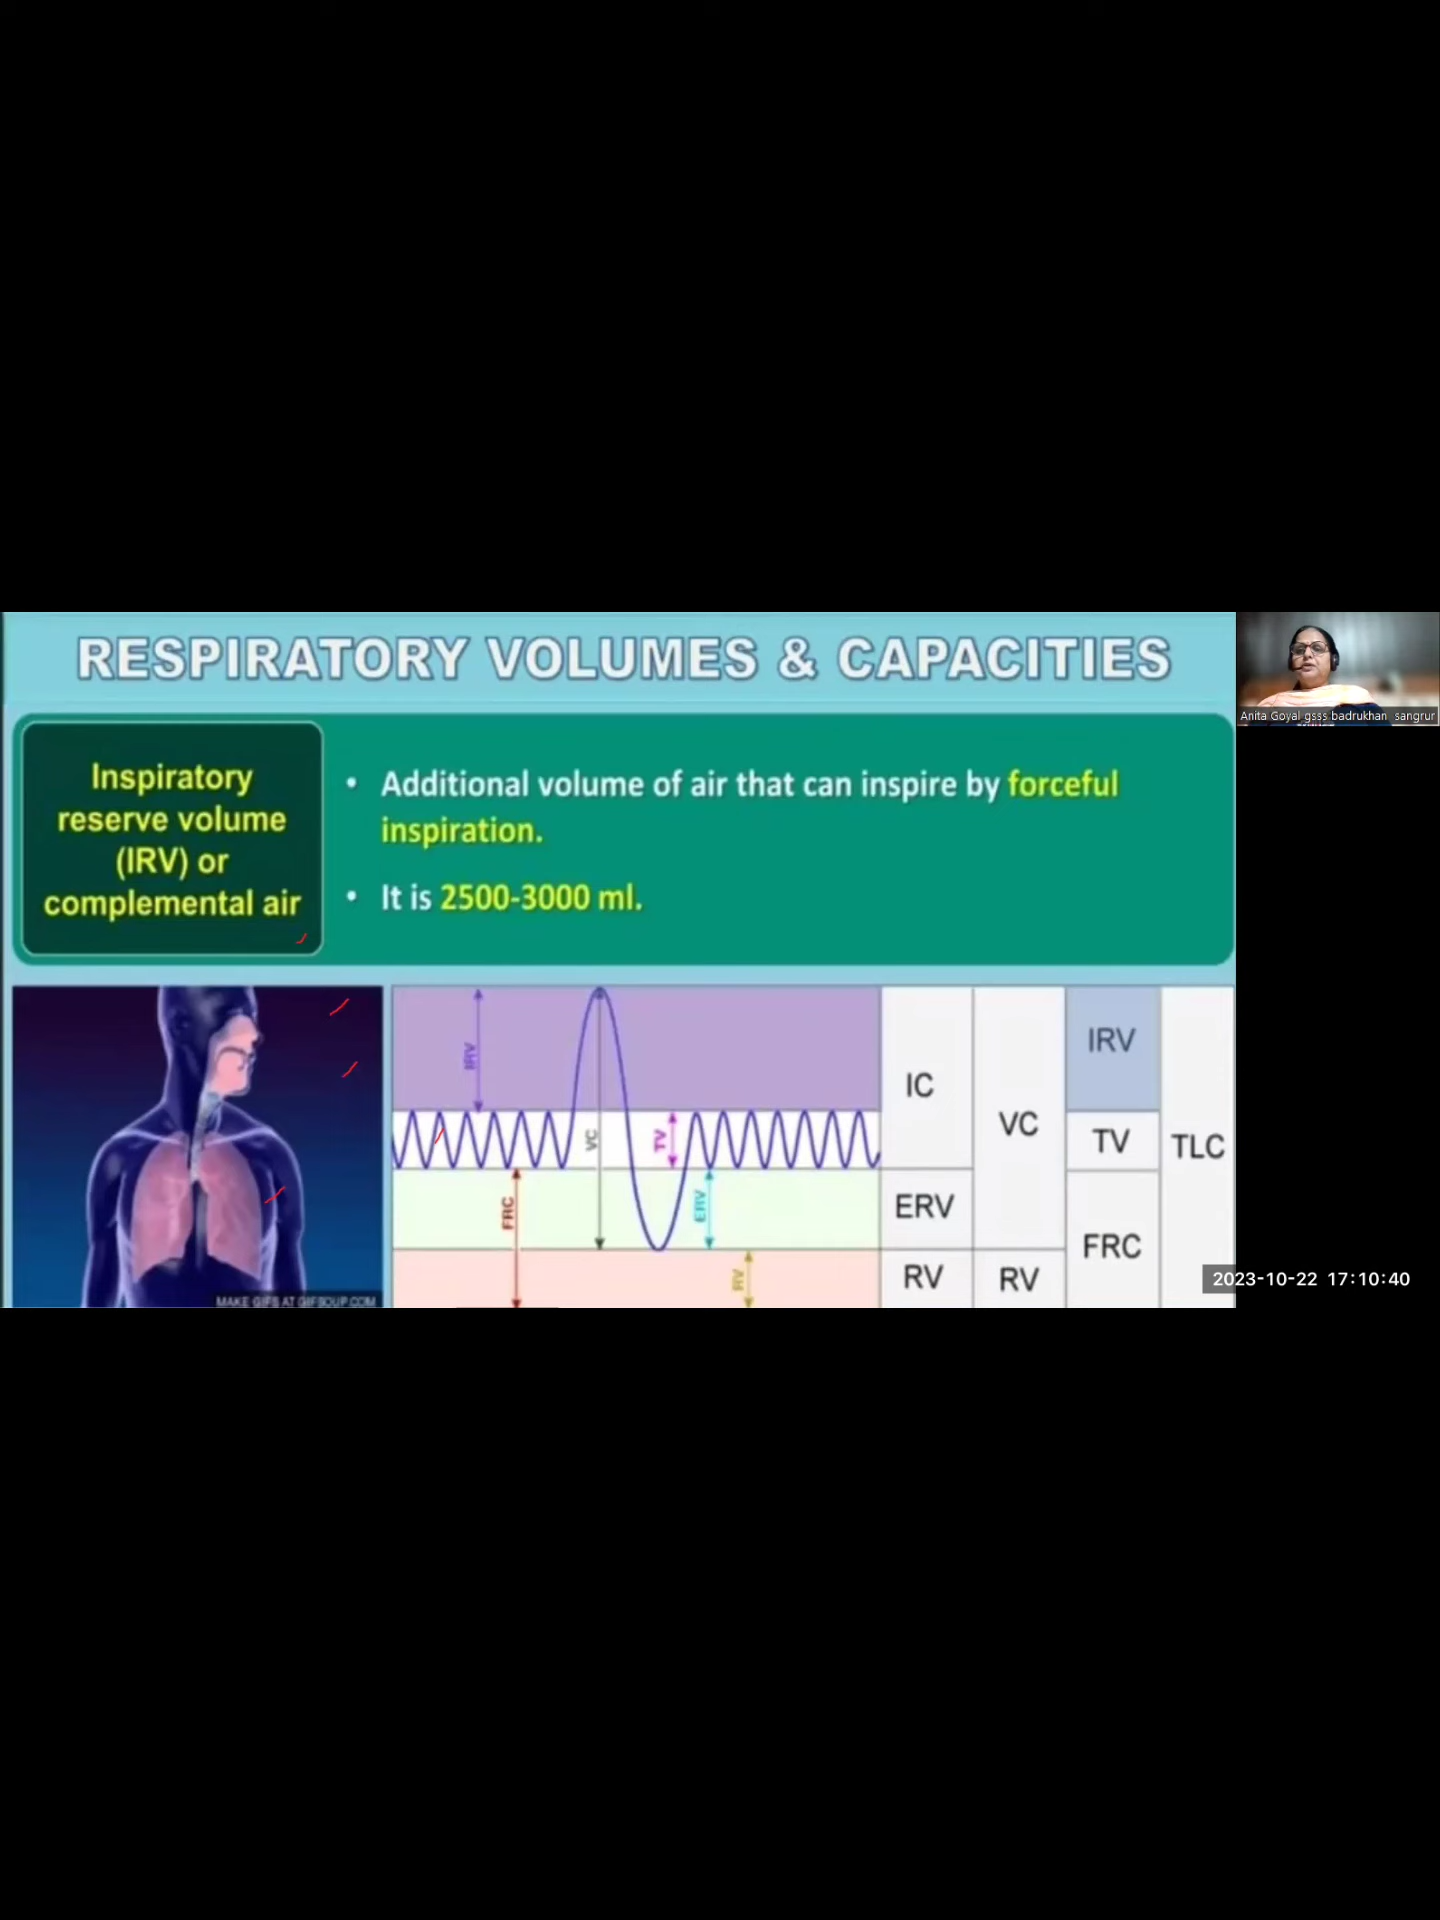 RESPIRATORY VOLUMES & CAPACITIES
Inspiratory
reserve volume
(IRV) or
complemental air
• Additional volume of air that can inspire by forceful
inspiration.
• It is 2500-3000 ml.
Anita Goyal gsss badrukhan sangrur
MAKE GIFS AT GIFSOUP.COM
IRV
VC
TV
FRC
ERV
RV
IC
ERV
RV
VC
RV
IRV
TV
FRC
TLC
2023-10-22 17:10:40